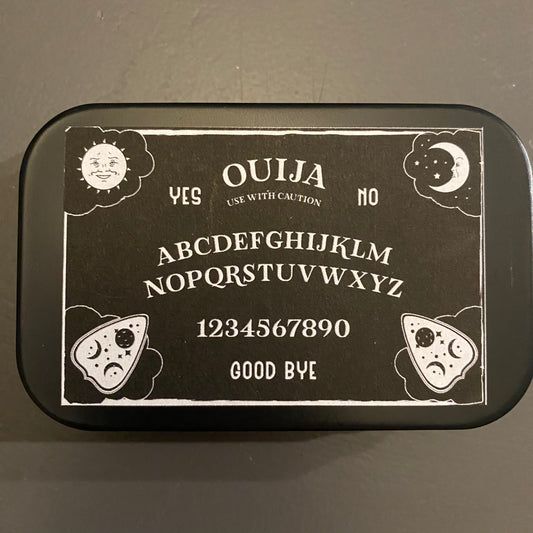 OUIJA
YES USE WITH CAUTION NO
ABCDEFGHIJKLM
NOPQRSTUVWXYZ
1234567890
GOOD BYE